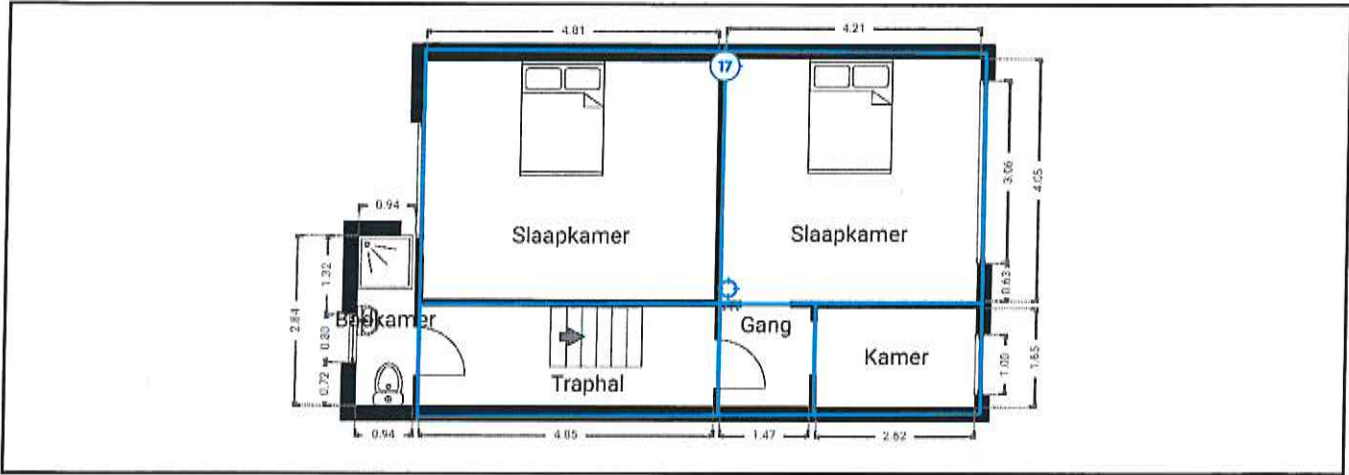 4.81
4.21
17
3.06
4.05
0.94
Slaapkamer
Slaapkamer
1.32
2.84
0.63
Badkamer
0.80
Gang
Kamer
1.00
1.65
Traphal
0.72
0.94
4.85
1.47
2.62